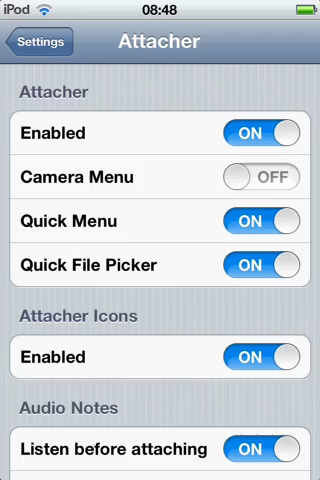 iPod 08:48
Settings Attacher
Attacher
Enabled ON
Camera Menu OFF
Quick Menu ON
Quick File Picker ON
Attacher Icons
Enabled ON
Audio Notes
Listen before attaching ON